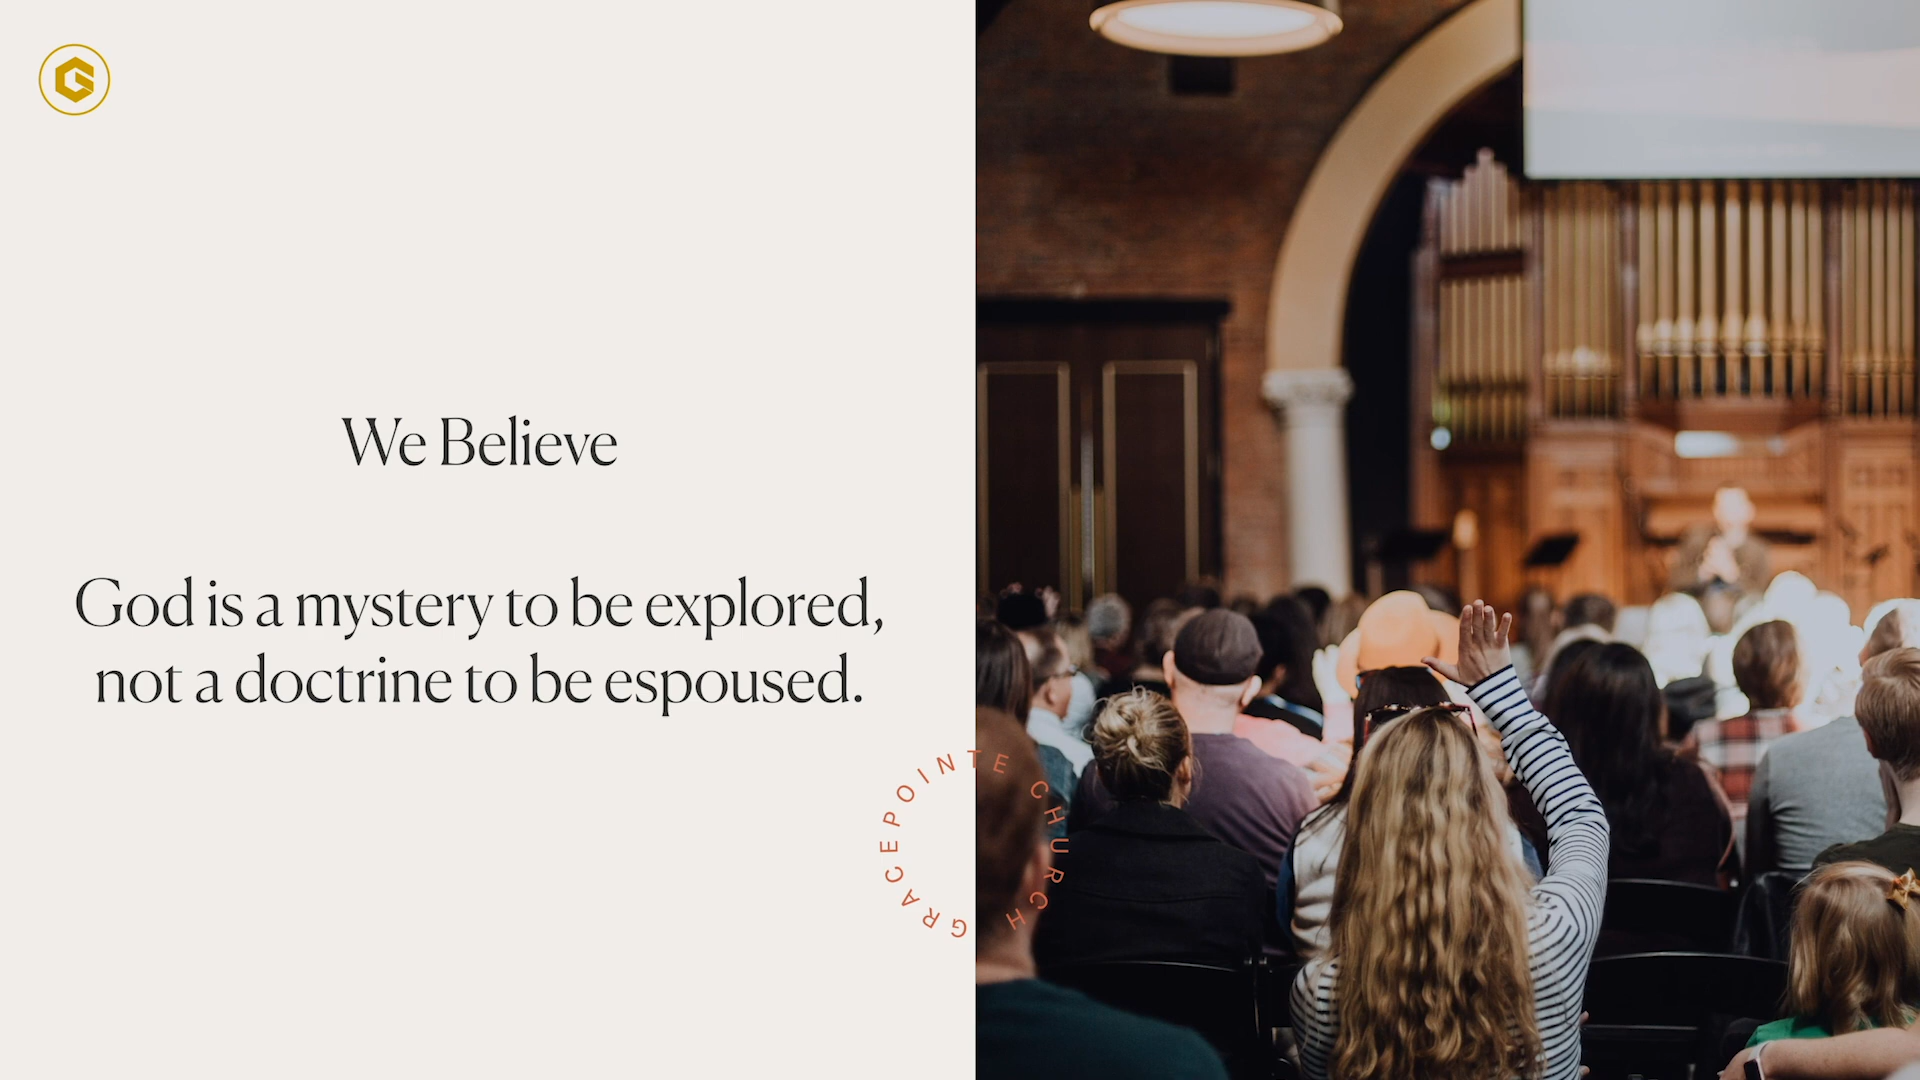 We Believe
God is a mystery to be explored,
not a doctrine to be espoused.
GRACEPOINTE CHURCH